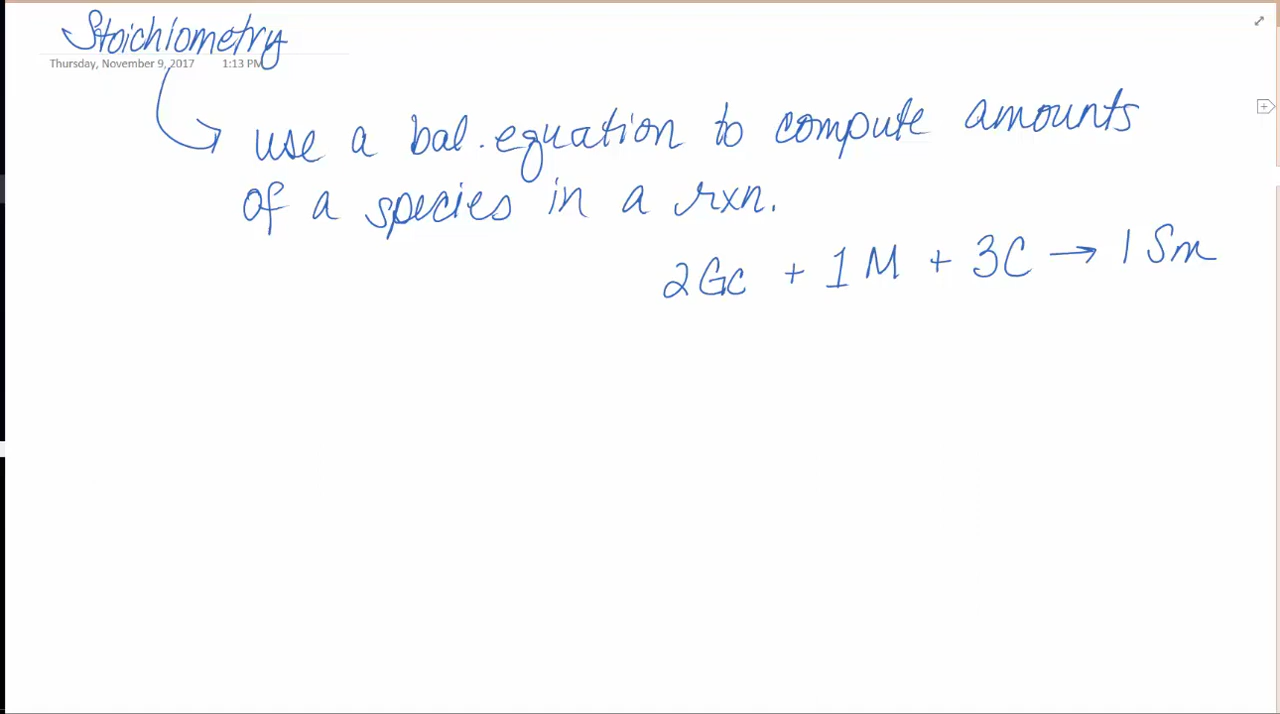 Stoichiometry
Thursday, November 9, 2017 1:13 PM
use a bal. equation to compute amounts
of a species in a rxn.
2Gc + 1M + 3C → 1Sm